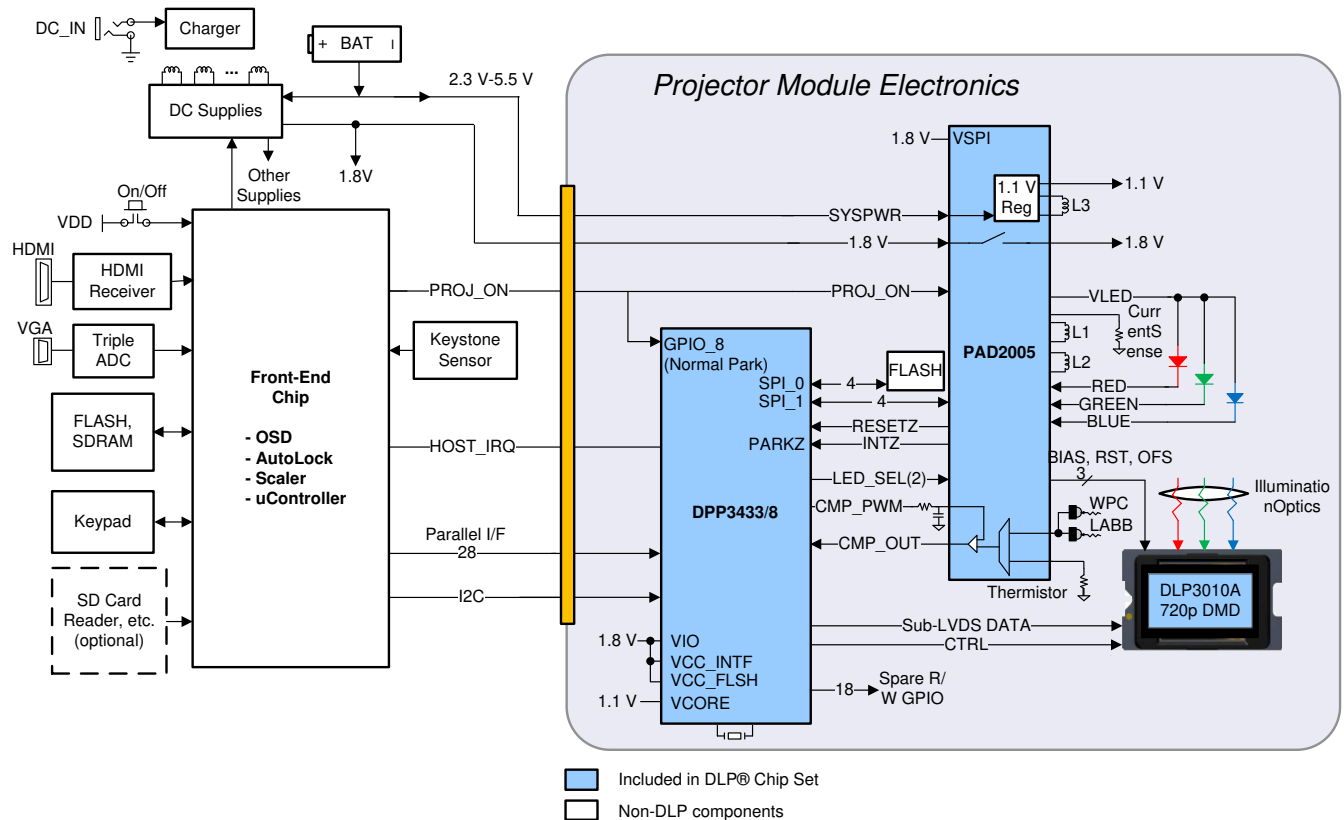 DC_IN
Charger
+ BAT
2.3 V-5.5 V
DC Supplies
...
Other
Supplies
1.8V
On/Off
VDD
HDMI
HDMI
Receiver
VGA
Triple
ADC
FLASH,
SDRAM
Keypad
SD Card
Reader, etc.
(optional)
Front-End
Chip
- OSD
- AutoLock
- Scaler
- uController
Keystone
Sensor
PROJ_ON
HOST_IRQ
Parallel I/F
28
I2C
Projector Module Electronics
SYSPWR
1.8 V
PROJ_ON
1.8 V
VSPI
1.1 V
Reg
1.1 V
L3
1.8 V
PAD2005
VLED
Curr
entS
ense
L1
L2
RED
GREEN
BLUE
BIAS, RST, OFS
3
WPC
LABB
Thermistor
Illuminatio
nOptics
DLP3010A
720p DMD
GPIO_8
(Normal Park)
SPI_0
4
FLASH
SPI_1
4
RESETZ
PARKZ
INTZ
LED_SEL(2)
DPP3433/8
CMP_PWM
CMP_OUT
Sub-LVDS DATA
CTRL
1.8 V
VIO
VCC_INTF
VCC_FLSH
1.1 V
VCORE
18
Spare R/
W GPIO
Included in DLP® Chip Set
Non-DLP components